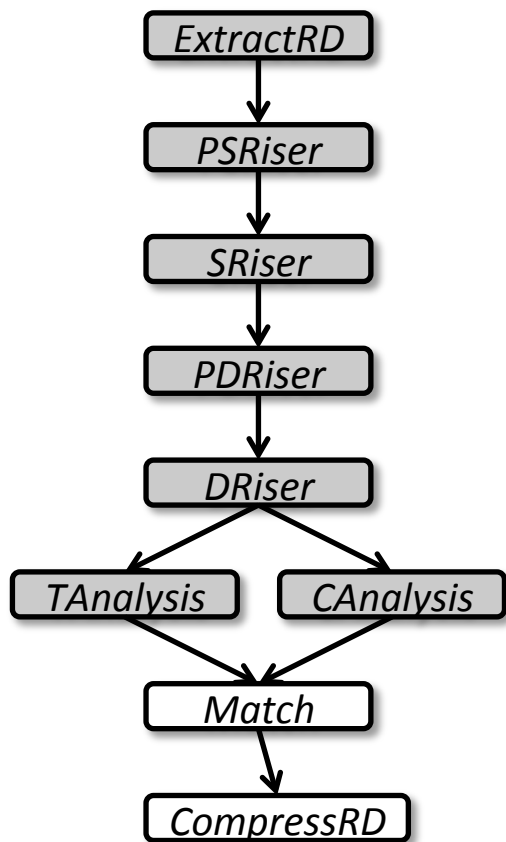 ExtractRD
PSRiser
SRiser
PDRiser
DRiser
TAnalysis
CAnalysis
Match
CompressRD